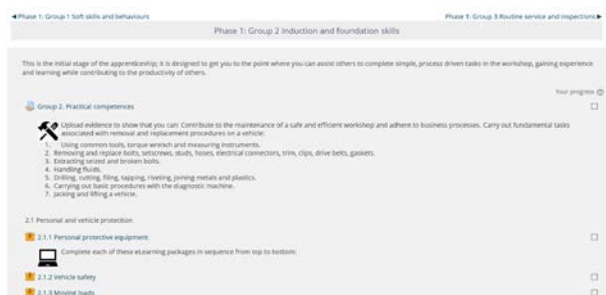 ◄Phase 1: Group 1 Soft skills and behaviours
Phase 1: Group 3 Routine service and inspections►
Phase 1: Group 2 Induction and foundation skills
This is the initial stage of the apprenticeship; it is designed to get you to the point where you can assist others to complete simple, process driven tasks in the workshop, gaining experience
and learning while contributing to the productivity of others.
Your progress
Group 2. Practical competences
Upload evidence to show that you can: Contribute to the maintenance of a safe and efficient workshop and adhere to business processes. Carry out fundamental tasks
associated with removal and replacement procedures on a vehicle:
1. Using common tools, torque wrench and measuring instruments.
2. Removing and replace bolts, setscrews, studs, hoses, electrical connectors, trim, clips, drive belts, gaskets.
3. Extracting seized and broken bolts.
4. Handling fluids.
5. Drilling, cutting, filing, tapping, riveting, joining metals and plastics.
6. Carrying out basic procedures with the diagnostic machine.
7. Jacking and lifting a vehicle.
2.1 Personal and vehicle protection
2.1.1 Personal protective equipment
Complete each of these eLearning packages in sequence from top to bottom:
2.1.2 Vehicle safety
2.1.3 Moving loads